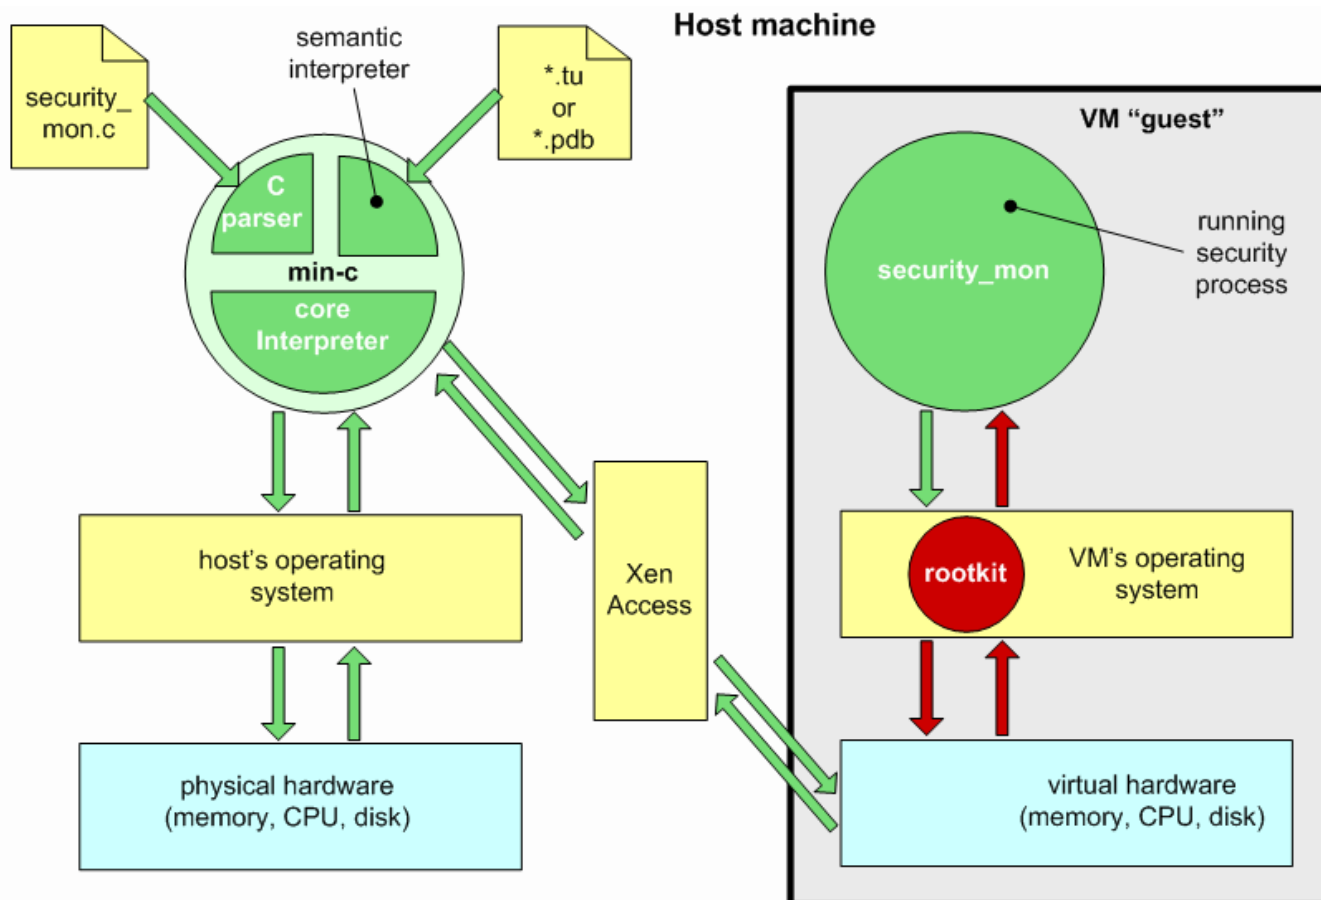 Host machine
semantic
interpreter
security_
mon.c
*.tu
or
*.pdb
VM “guest”
C
parser
min-c
core
Interpreter
security_mon
running
security
process
host's operating
system
Xen
Access
rootkit
VM's operating
system
physical hardware
(memory, CPU, disk)
virtual hardware
(memory, CPU, disk)